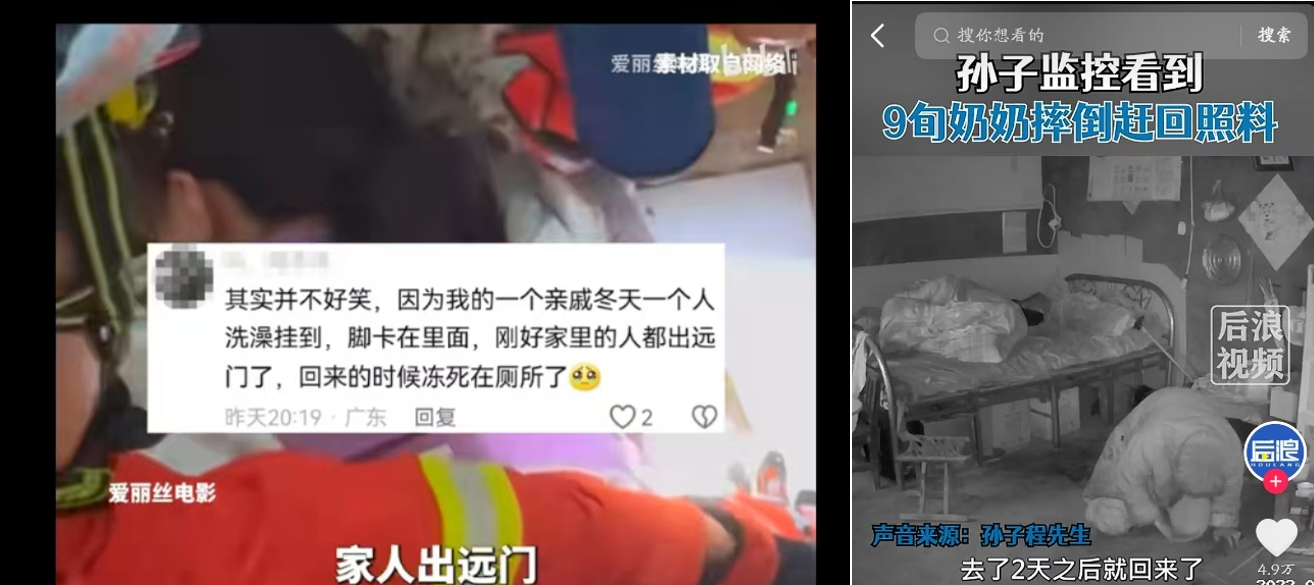 爱丽
素材取自网络
其实并不好笑，因为我的一个亲戚冬天一个人
洗澡挂到，脚卡在里面，刚好家里的人都出远
门了，回来的时候冻死在厕所了🥺
昨天20:19 · 广东 回复
2
爱丽丝电影
家人出远门
搜你想看的
搜索
孙子监控看到
9旬奶奶摔倒赶回照料
后浪
视频
后浪
HOULANG
4.9万
声音来源：孙子程先生
去了2天之后就回来了